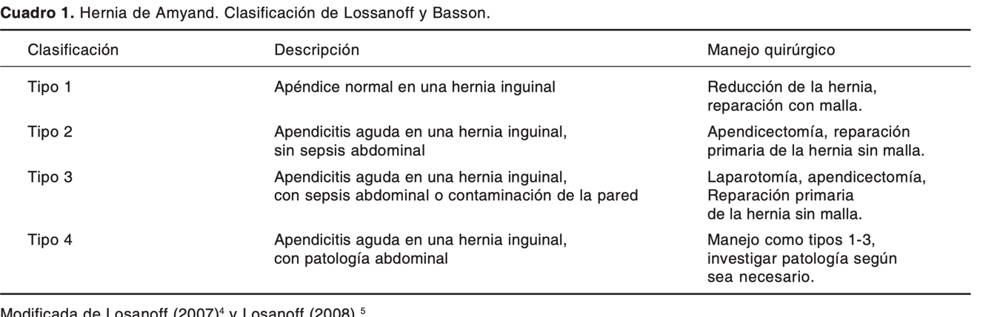 Cuadro 1. Hernia de Amyand. Clasificación de Lossanoff y Basson.
Clasificación Descripción Manejo quirúrgico
Tipo 1 Apéndice normal en una hernia inguinal Reducción de la hernia,
reparación con malla.
Tipo 2 Apendicitis aguda en una hernia inguinal, Apendicectomía, reparación
sin sepsis abdominal primaria de la hernia sin malla.
Tipo 3 Apendicitis aguda en una hernia inguinal, Laparotomía, apendicectomía,
con sepsis abdominal o contaminación de la pared Reparación primaria
de la hernia sin malla.
Tipo 4 Apendicitis aguda en una hernia inguinal, Manejo como tipos 1-3,
con patología abdominal investigar patología según
sea necesario.
Modificada de Losanoff (2007)4 y Losanoff (2008).5